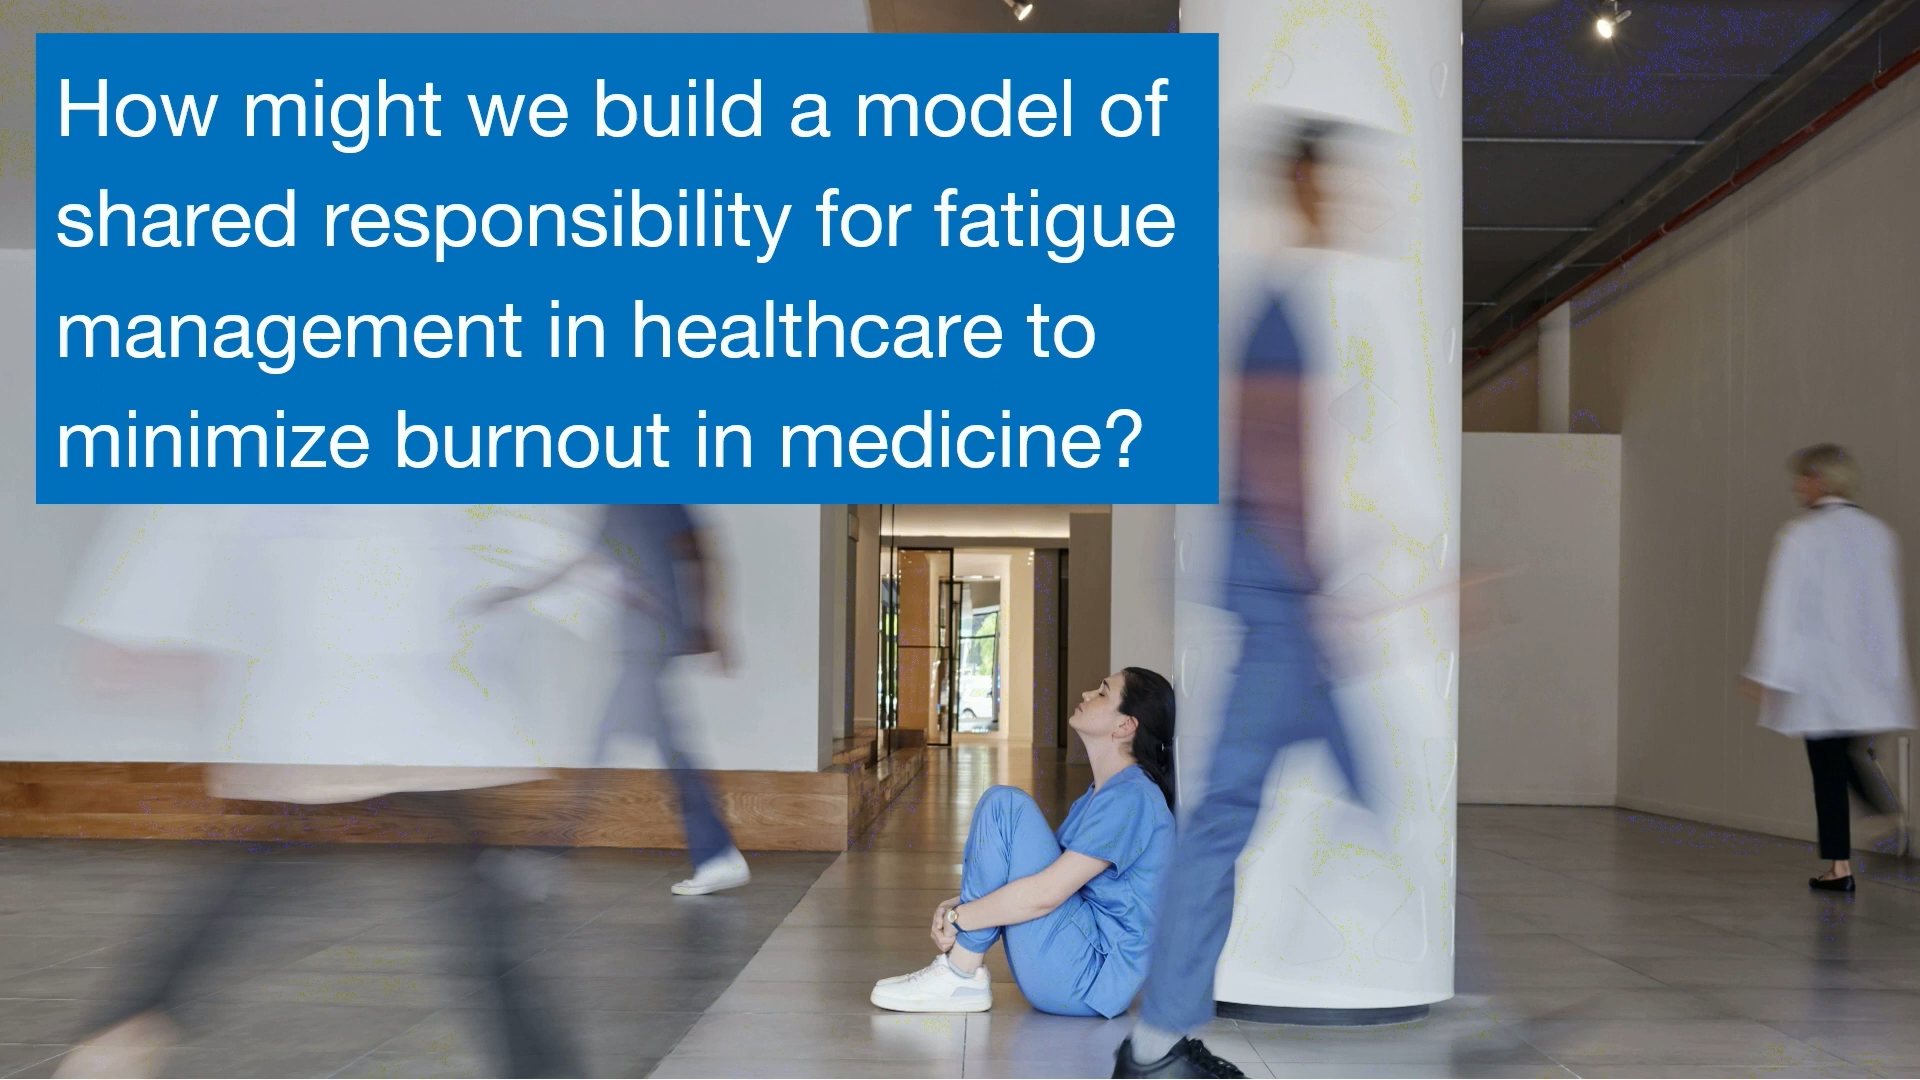 How might we build a model of
shared responsibility for fatigue
management in healthcare to
minimize burnout in medicine?